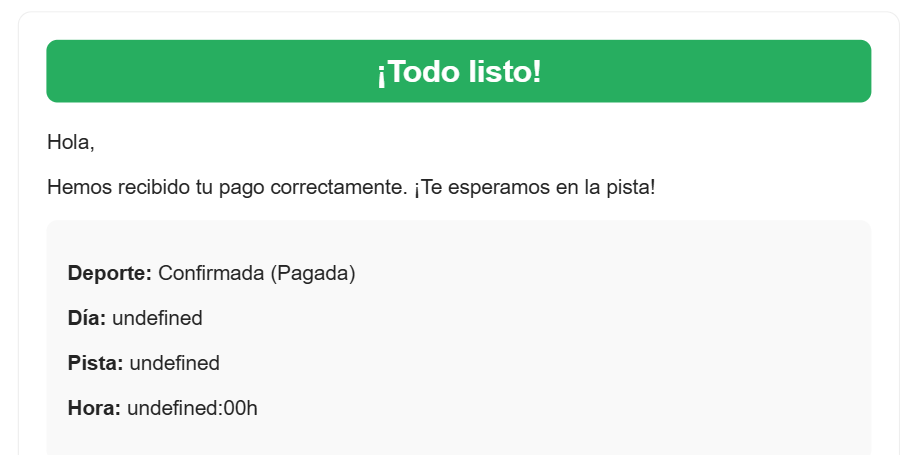 ¡Todo listo!
Hola,
Hemos recibido tu pago correctamente. ¡Te esperamos en la pista!
Deporte: Confirmada (Pagada)
Día: undefined
Pista: undefined
Hora: undefined:00h